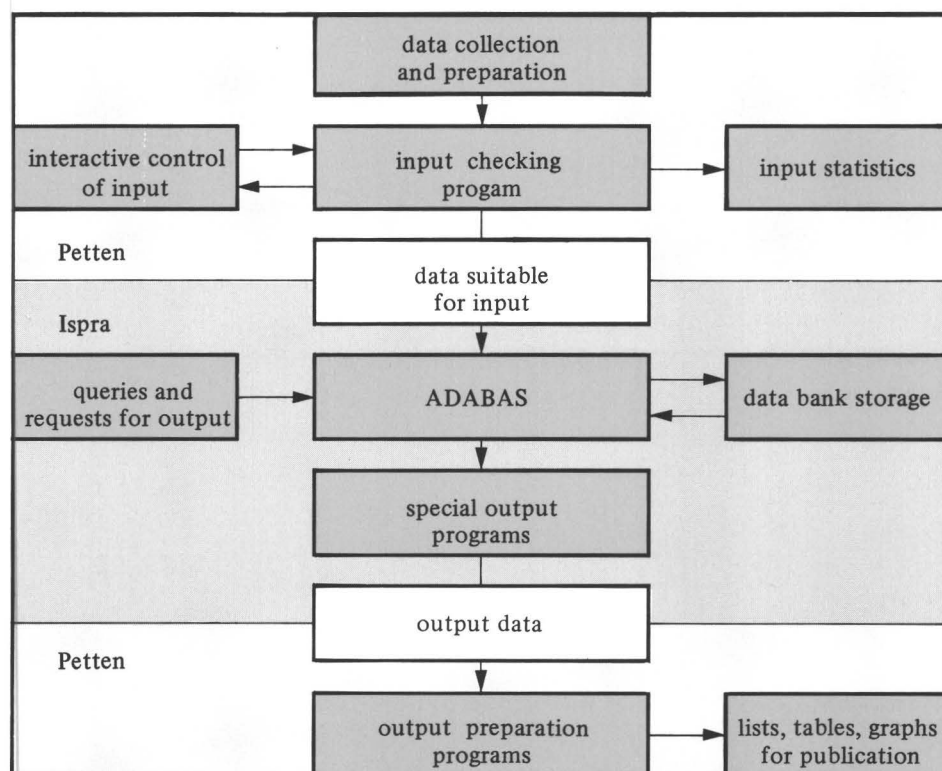 data collection
and preparation
interactive control
of input
input checking
progam
input statistics
Petten
data suitable
for input
Ispra
queries and
requests for output
ADABAS
data bank storage
special output
programs
output data
Petten
output preparation
programs
lists, tables, graphs
for publication